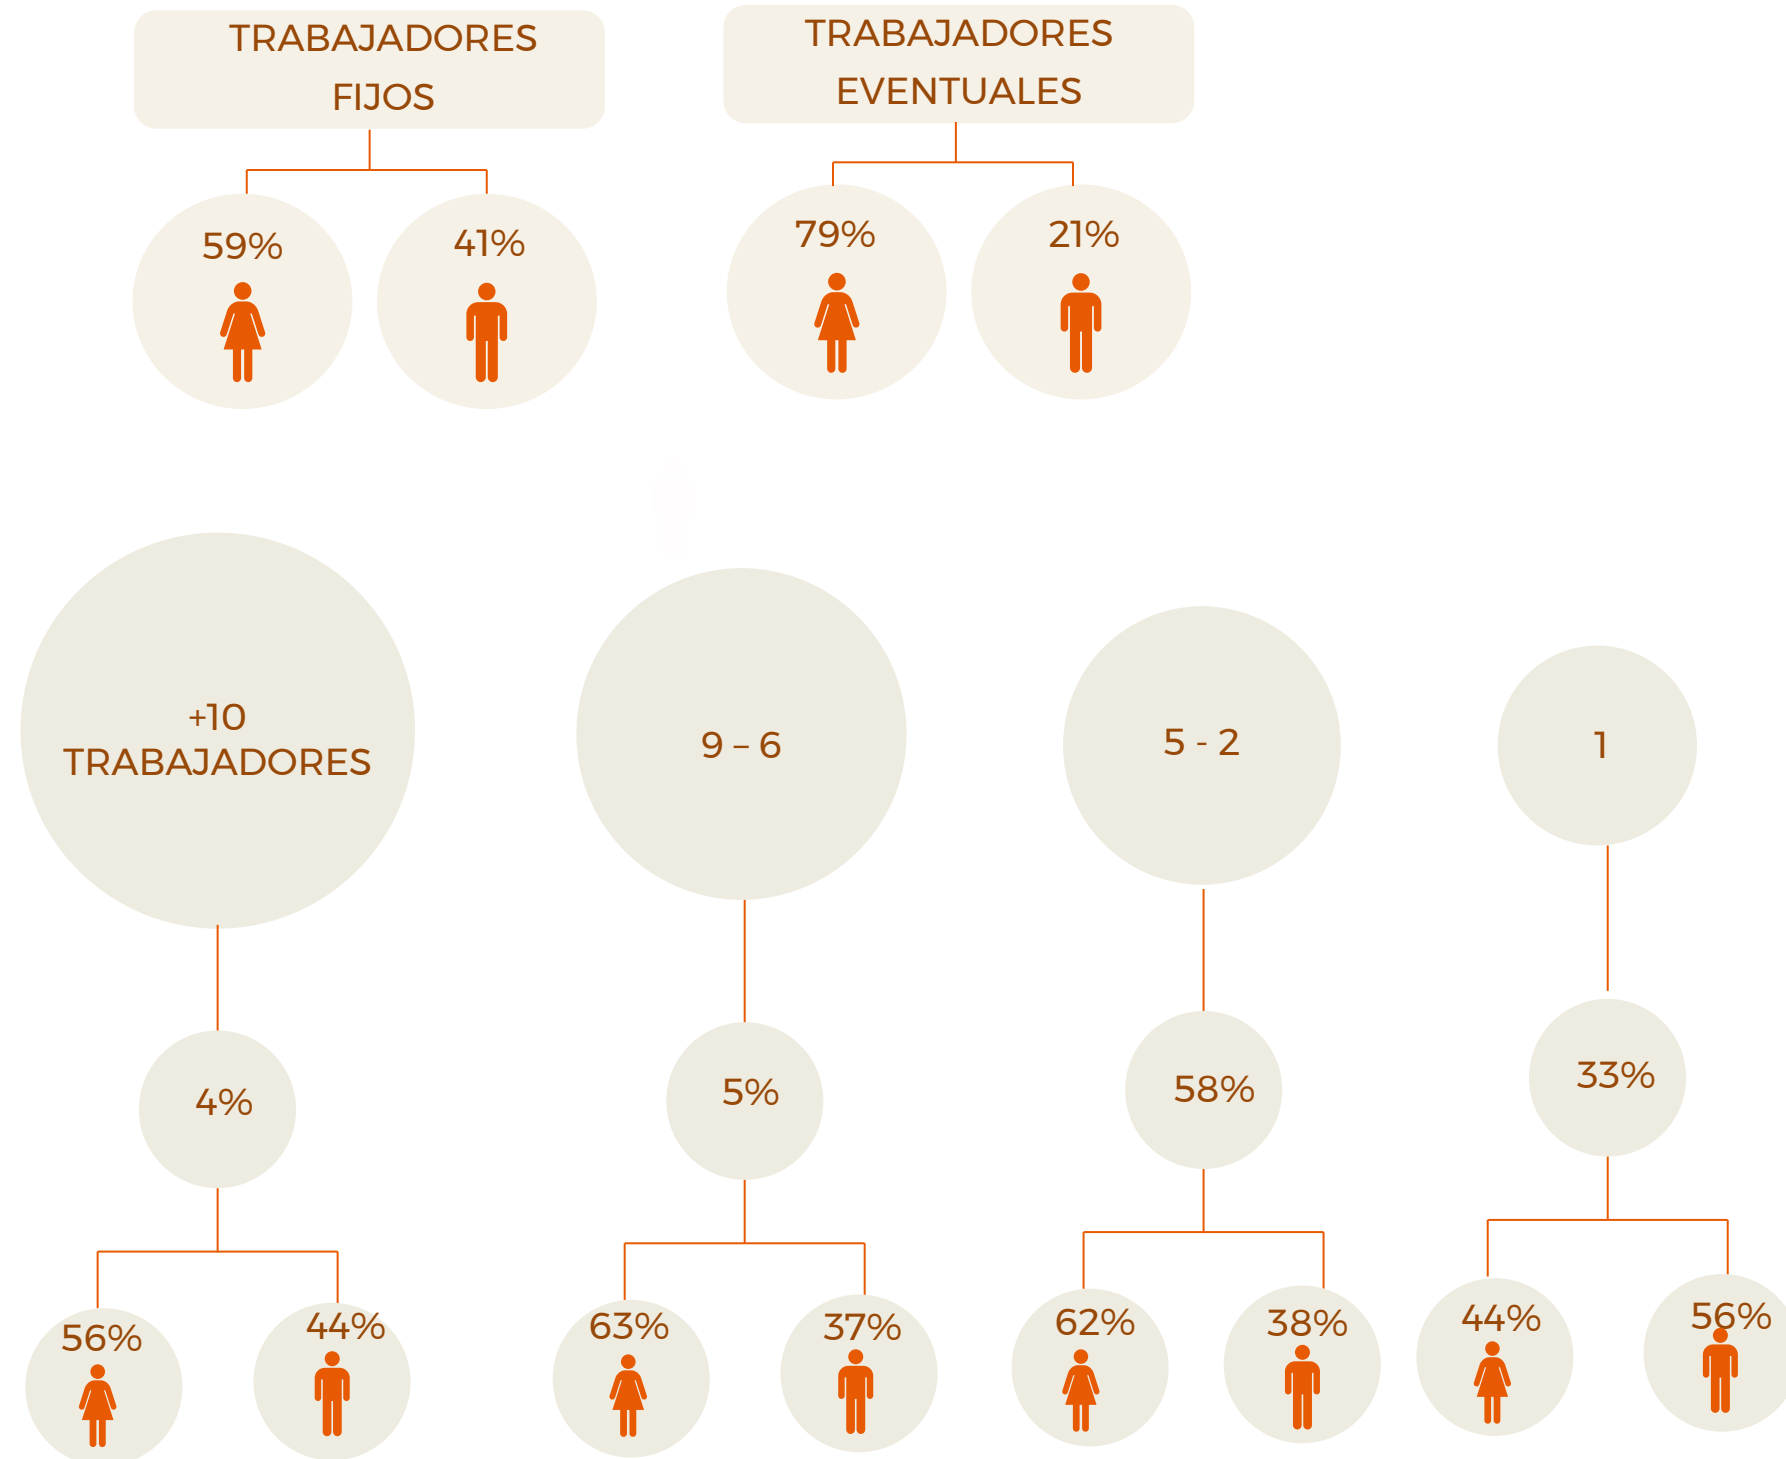 TRABAJADORES
FIJOS
TRABAJADORES
EVENTUALES
59%
41%
79%
21%
+10
TRABAJADORES
9 – 6
5 - 2
1
4%
5%
58%
33%
56%
44%
63%
37%
62%
38%
44%
56%